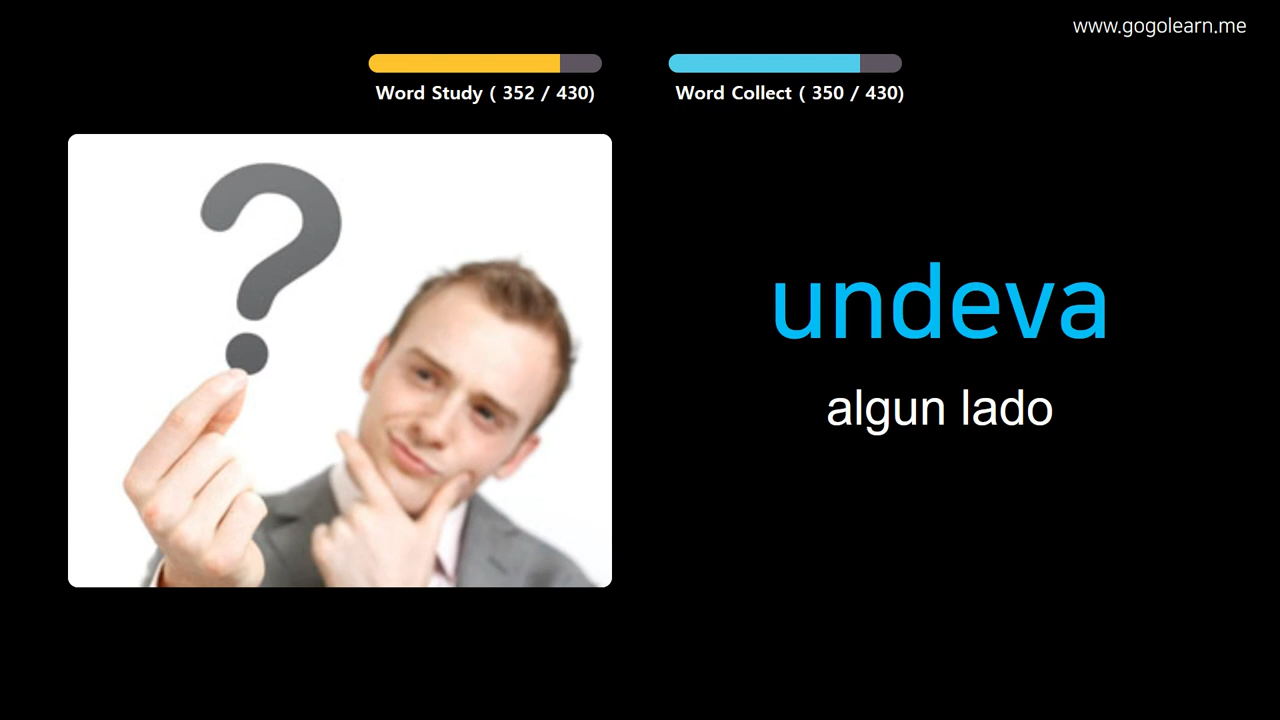 www.gogolearn.me
Word Study ( 352 / 430)
Word Collect ( 350 / 430)
?
undeva
algun lado